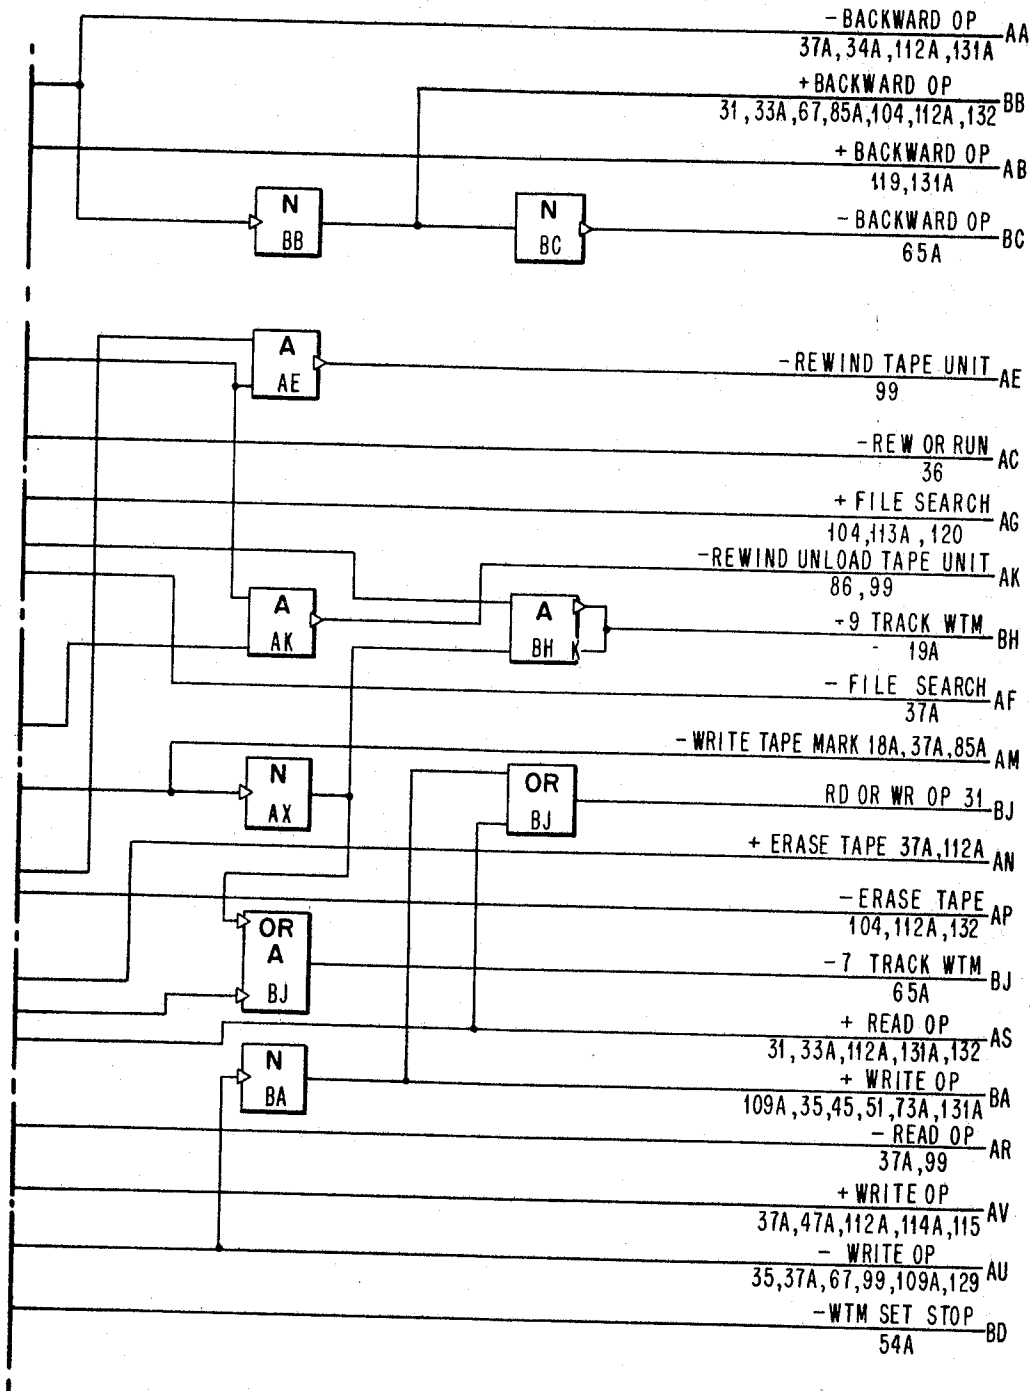 -BACKWARD OP AA
37A,34A,112A,131A
+BACKWARD OP BB
31,33A,67,85A,104,112A,132
+BACKWARD OP AB
119,131A
N
BB
N
BC
-BACKWARD OP BC
65A
A
AE
-REWIND TAPE UNIT AE
99
-REW OR RUN AC
36
+FILE SEARCH AG
104,113A,120
-REWIND UNLOAD TAPE UNIT AK
86,99
A
AK
A
BH K
-9 TRACK WTM BH
19A
- FILE SEARCH AF
37A
-WRITE TAPE MARK 18A,37A,85A AM
N
AX
OR
BJ
RD OR WR OP 31 BJ
+ ERASE TAPE 37A,112A AN
-ERASE TAPE AP
104,112A,132
OR
A
BJ
-7 TRACK WTM BJ
65A
+ READ OP AS
31,33A,112A,131A,132
N
BA
+ WRITE OP BA
109A,35,45,51,73A,131A
- READ OP AR
37A,99
+WRITE OP AV
37A,47A,112A,114A,115
- WRITE OP AU
35,37A,67,99,109A,129
-WTM SET STOP BD
54A